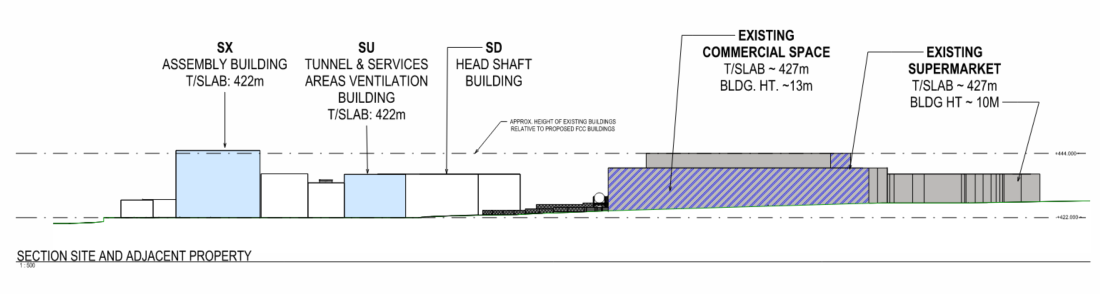 SX
ASSEMBLY BUILDING
T/SLAB: 422m
SU
TUNNEL & SERVICES
AREAS VENTILATION
BUILDING
T/SLAB: 422m
SD
HEAD SHAFT
BUILDING
APPROX. HEIGHT OF EXISTING BUILDINGS
RELATIVE TO PROPOSED FCC BUILDINGS
EXISTING
COMMERCIAL SPACE
T/SLAB ~ 427m
BLDG. HT. ~13m
EXISTING
SUPERMARKET
T/SLAB ~ 427m
BLDG HT ~ 10M
+444.000
+422.000
SECTION SITE AND ADJACENT PROPERTY
1 : 500